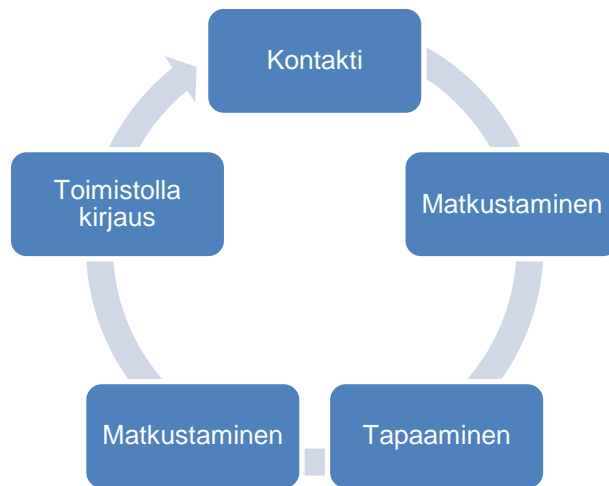 Kontakti
Matkustaminen
Tapaaminen
Matkustaminen
Toimistolla
kirjaus